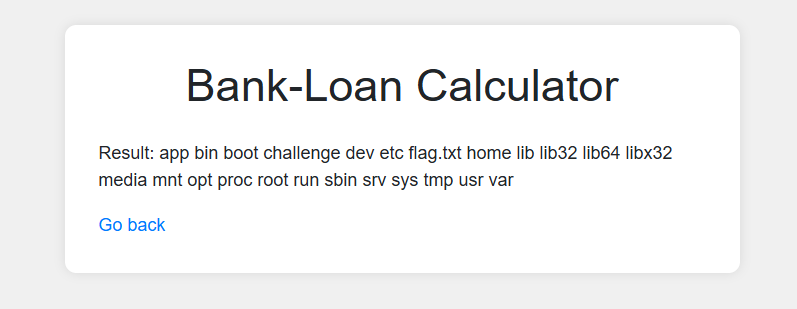 Bank-Loan Calculator
Result: app bin boot challenge dev etc flag.txt home lib lib32 lib64 libx32
media mnt opt proc root run sbin srv sys tmp usr var
Go back